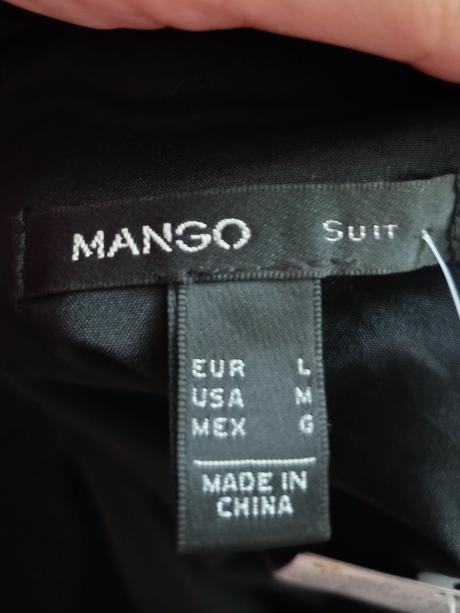 MANGO SUIT
EUR L
USA M
MEX G
MADE IN
CHINA